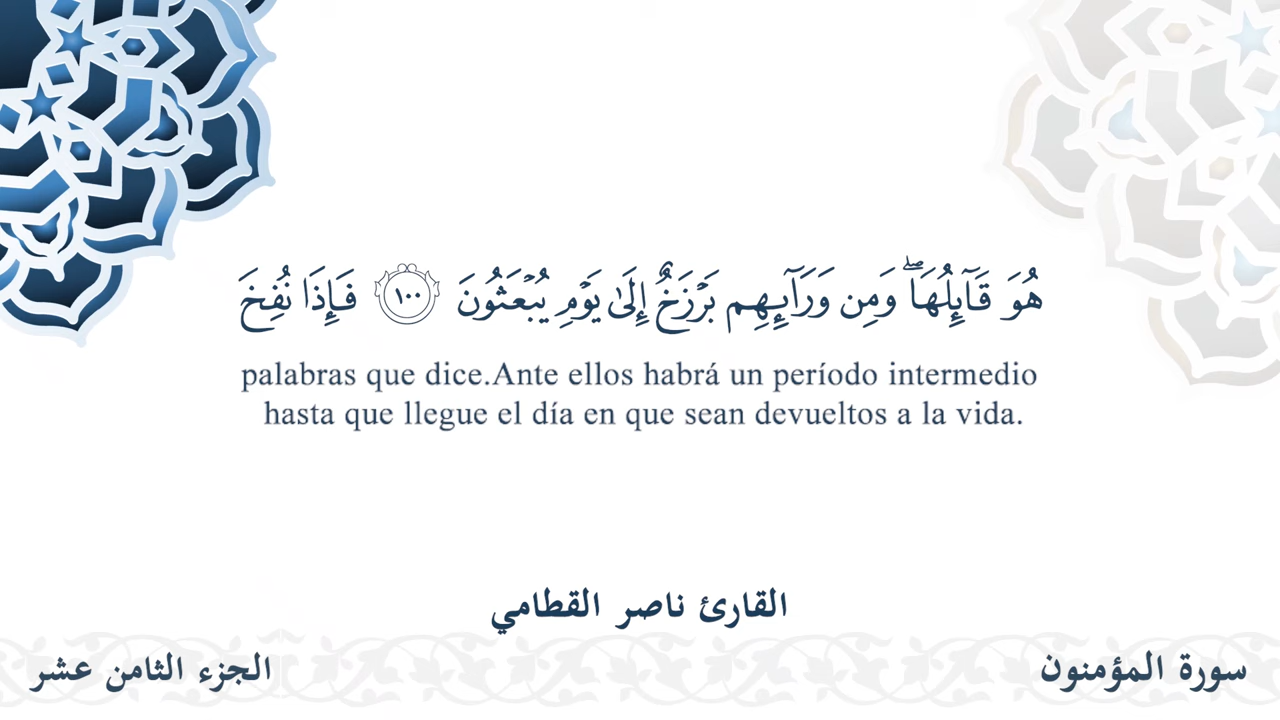 هُوَ قَآئِلُهَاۖ وَمِن وَرَآئِهِم بَرۡزَخٌ إِلَىٰ يَوۡمِ يُبۡعَثُونَ ١٠٠ فَإِذَا نُفِخَ
palabras que dice.Ante ellos habrá un período intermedio
hasta que llegue el día en que sean devueltos a la vida.
القارئ ناصر القطامي
سورة المؤمنون
الجزء الثامن عشر